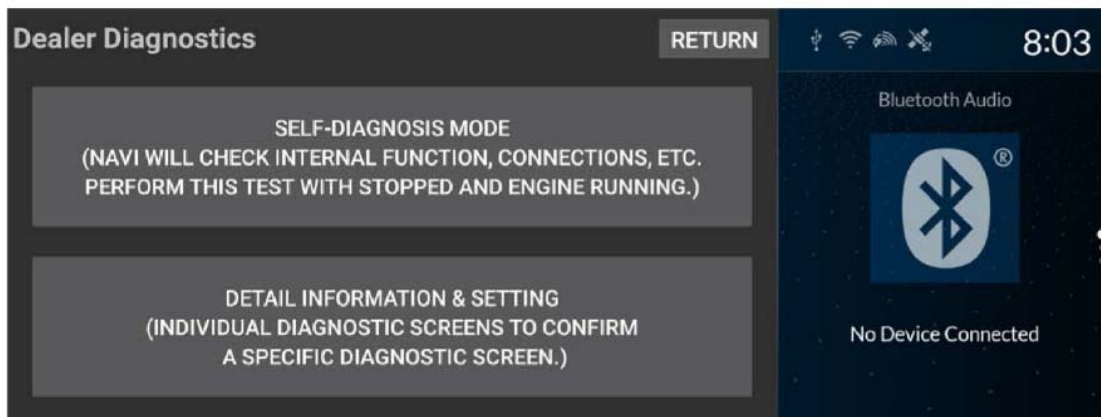 Dealer Diagnostics
RETURN
8:03
SELF-DIAGNOSIS MODE
(NAVI WILL CHECK INTERNAL FUNCTION, CONNECTIONS, ETC.
PERFORM THIS TEST WITH STOPPED AND ENGINE RUNNING.)
DETAIL INFORMATION & SETTING
(INDIVIDUAL DIAGNOSTIC SCREENS TO CONFIRM
A SPECIFIC DIAGNOSTIC SCREEN.)
Bluetooth Audio
®
No Device Connected